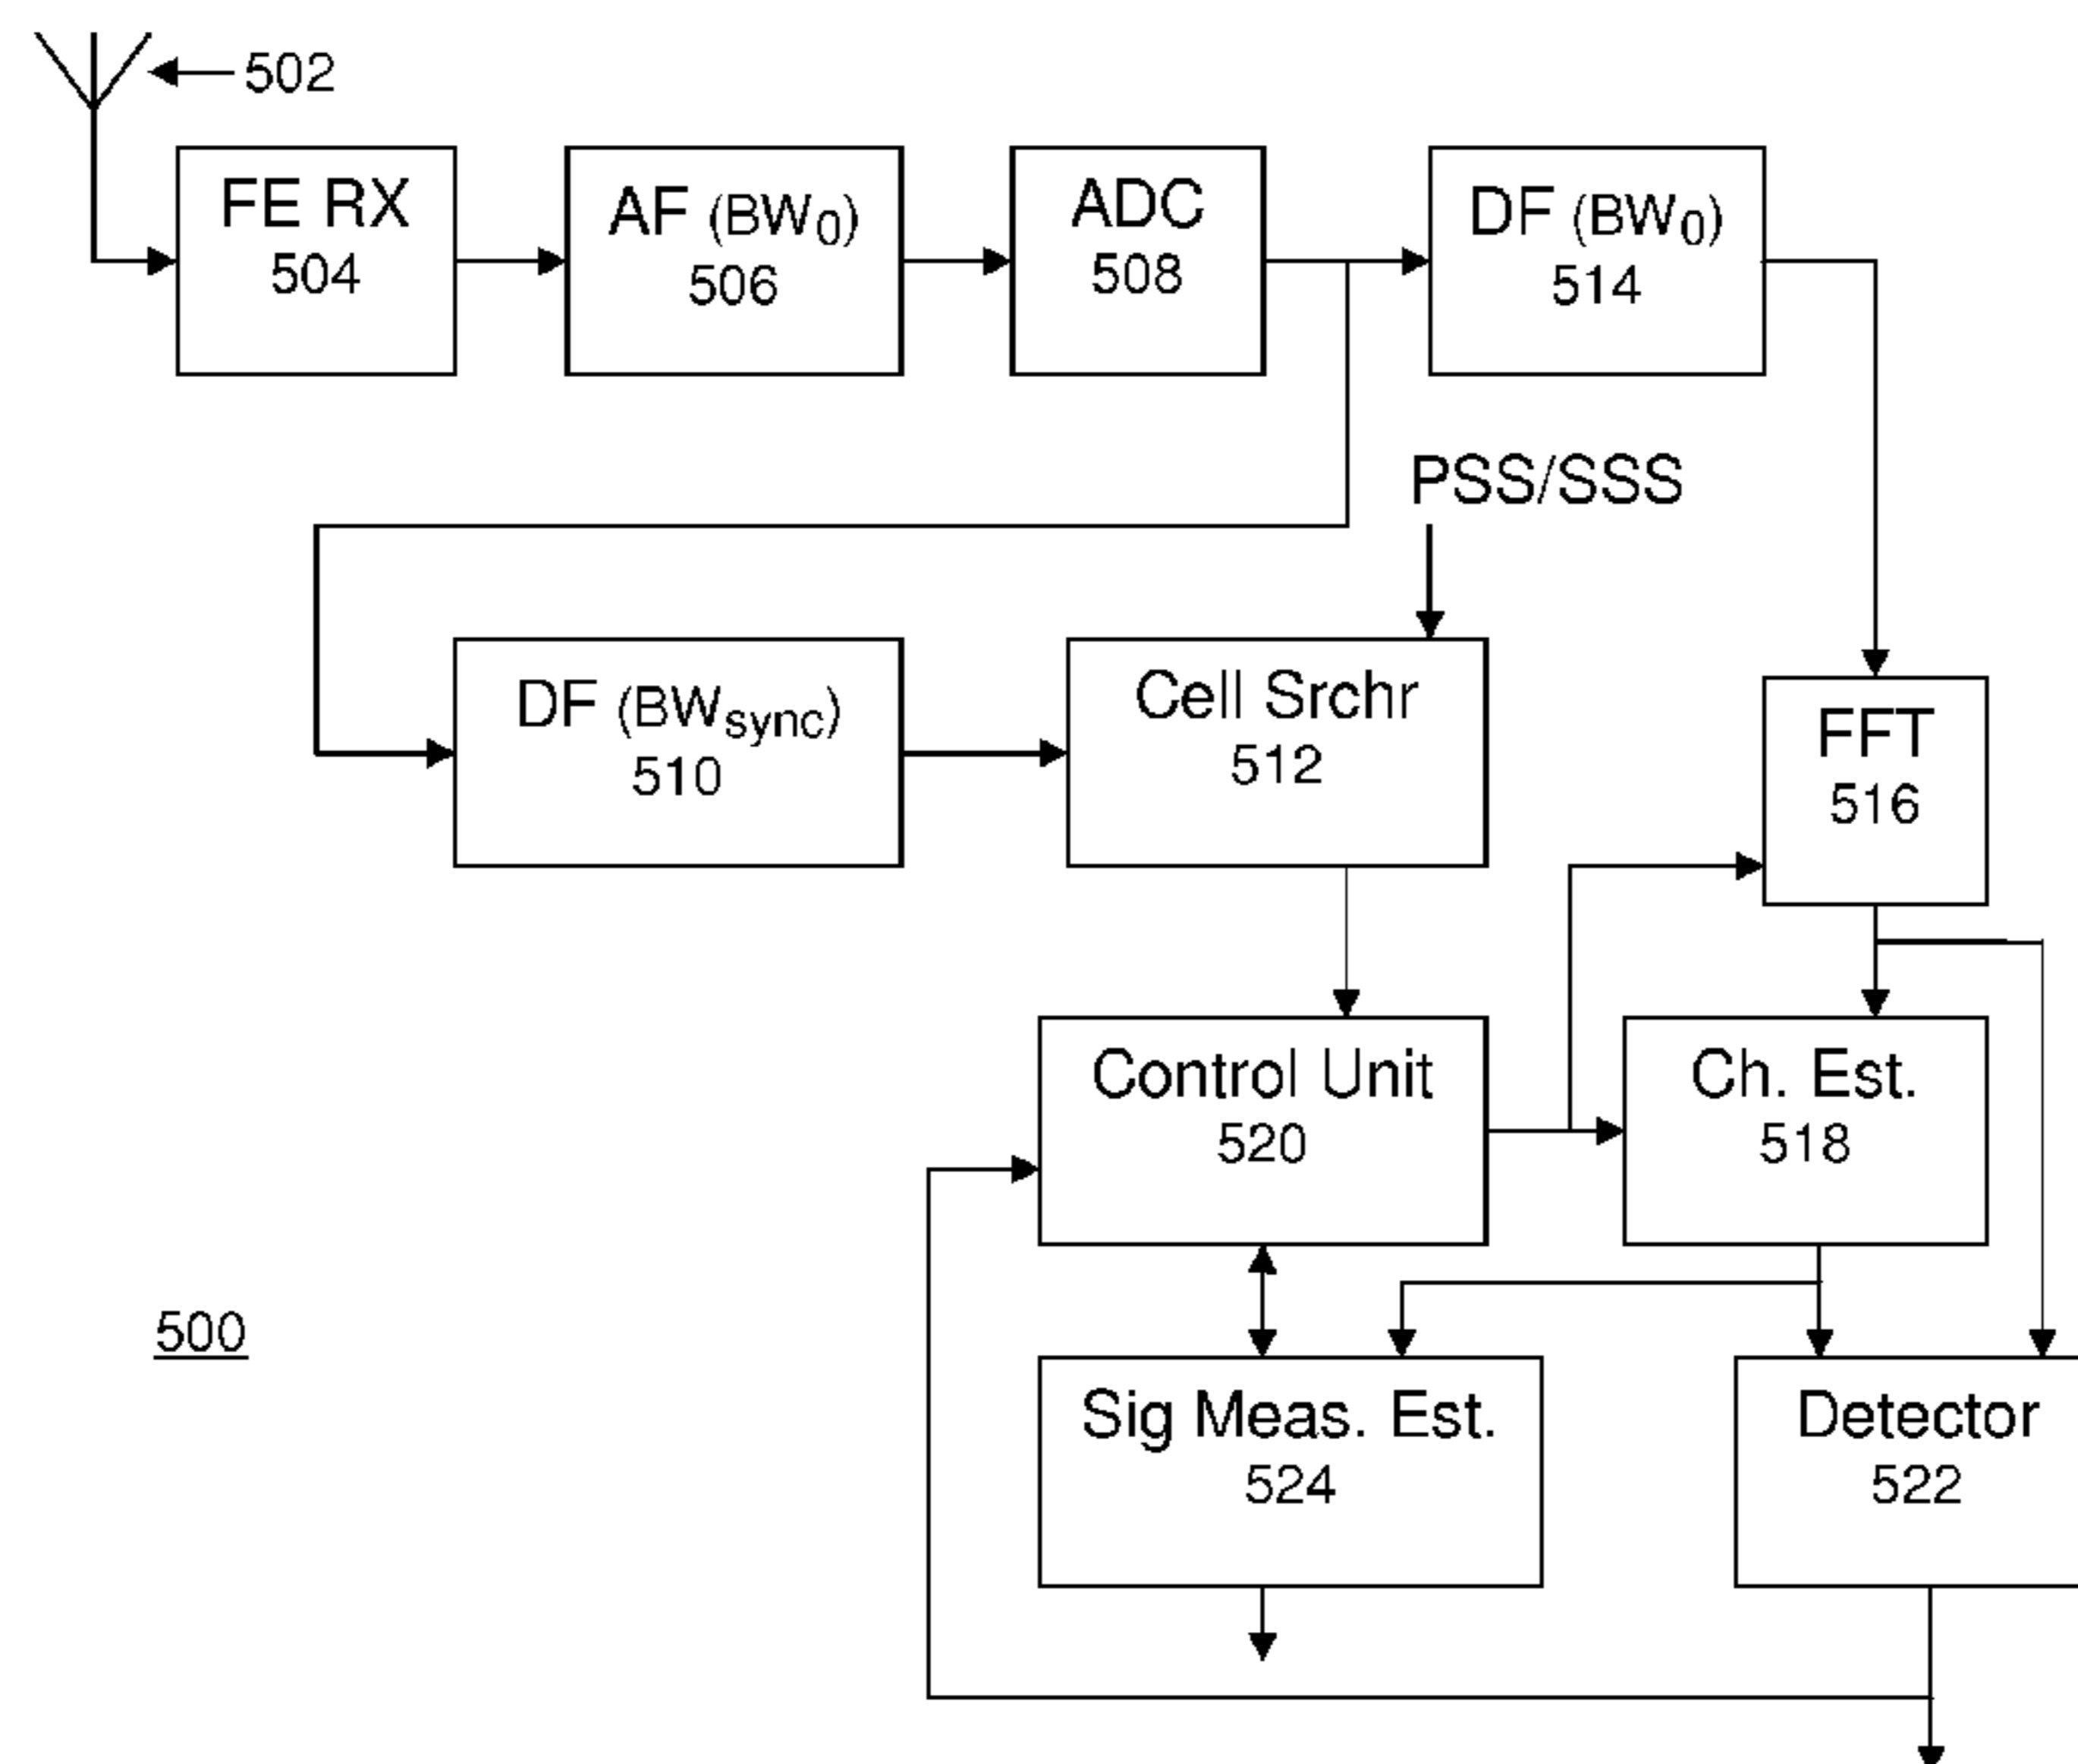 502
FE RX
504
AF (BW0)
506
ADC
508
DF (BW0)
514
PSS/SSS
DF (BWsync)
510
Cell Srchr
512
FFT
516
Control Unit
520
Ch. Est.
518
500
Sig Meas. Est.
524
Detector
522